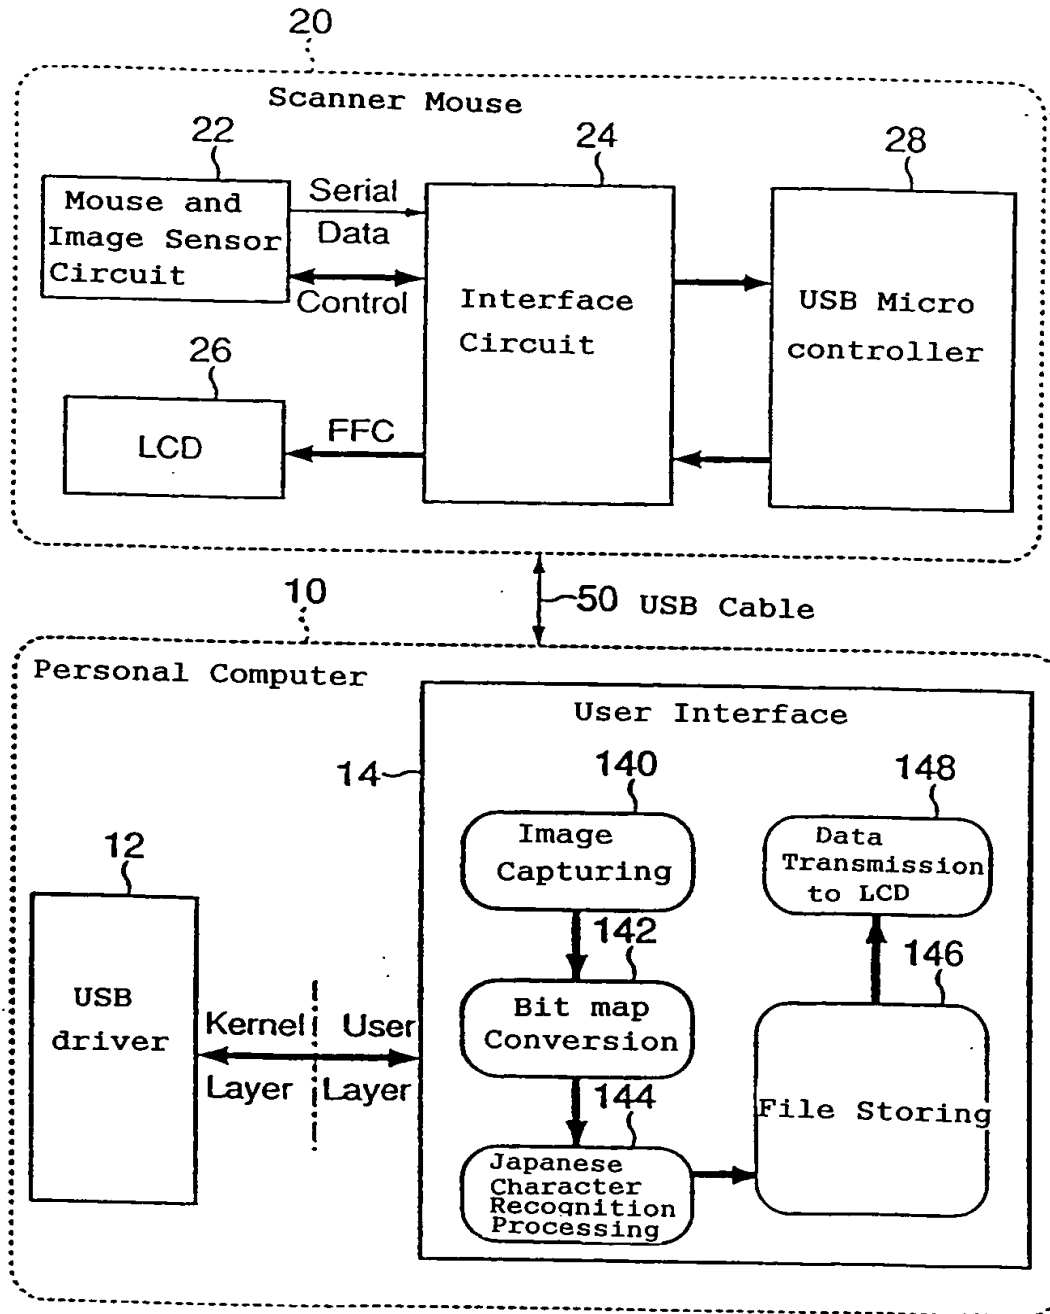 20
Scanner Mouse
22
24
28
Mouse and
Image Sensor
Circuit
Serial
Data
Control
Interface
Circuit
USB Micro
controller
26
LCD
FFC
50 USB Cable
10
Personal Computer
User Interface
14
140
148
Image
Capturing
Data
Transmission
to LCD
12
142
146
USB
driver
Kernel
Layer
User
Layer
Bit map
Conversion
144
File Storing
Japanese
Character
Recognition
Processing